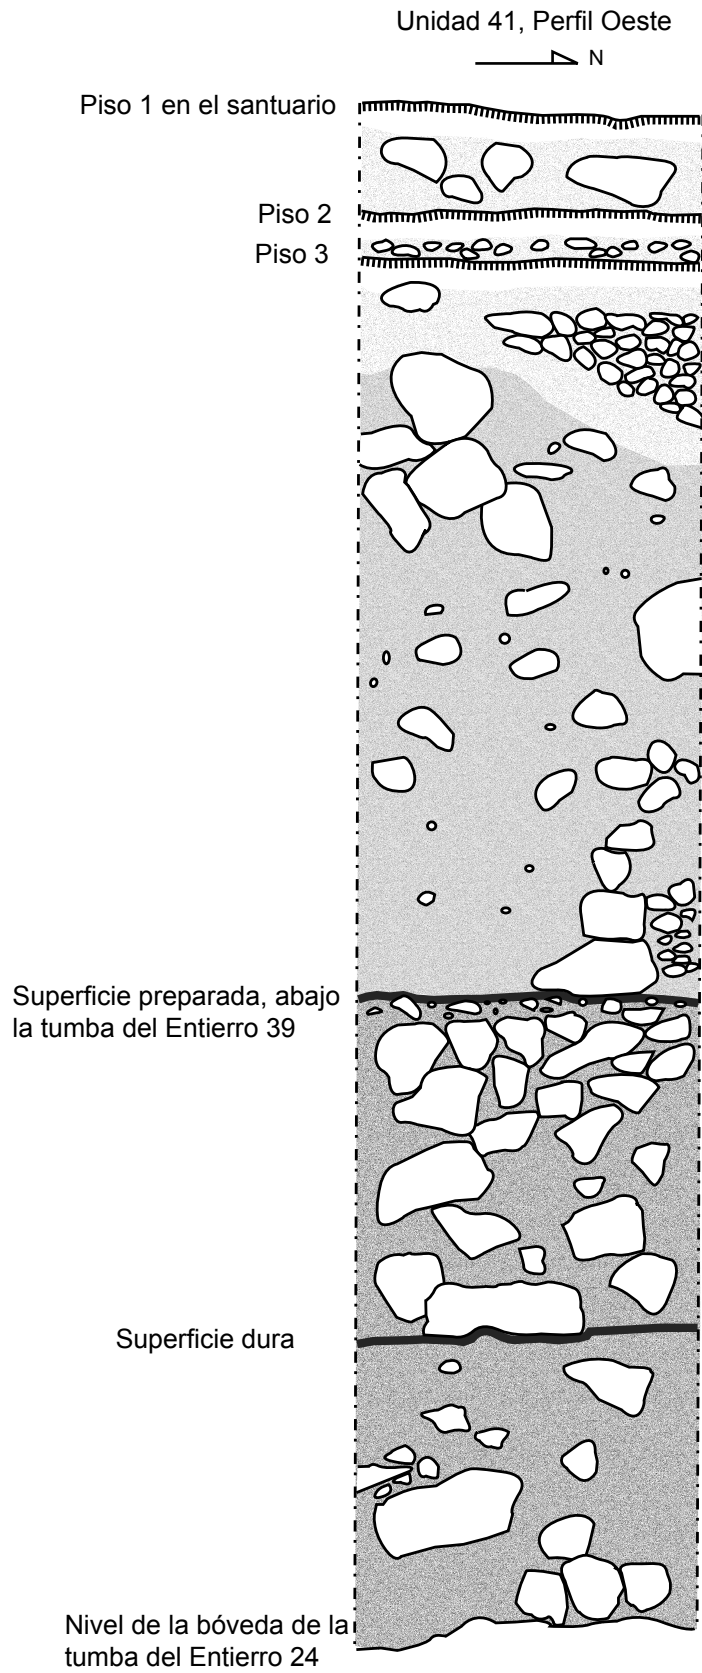 Unidad 41, Perfil Oeste
N
Piso 1 en el santuario
Piso 2
Piso 3
Superficie preparada, abajo
la tumba del Entierro 39
Superficie dura
Nivel de la bóveda de la
tumba del Entierro 24